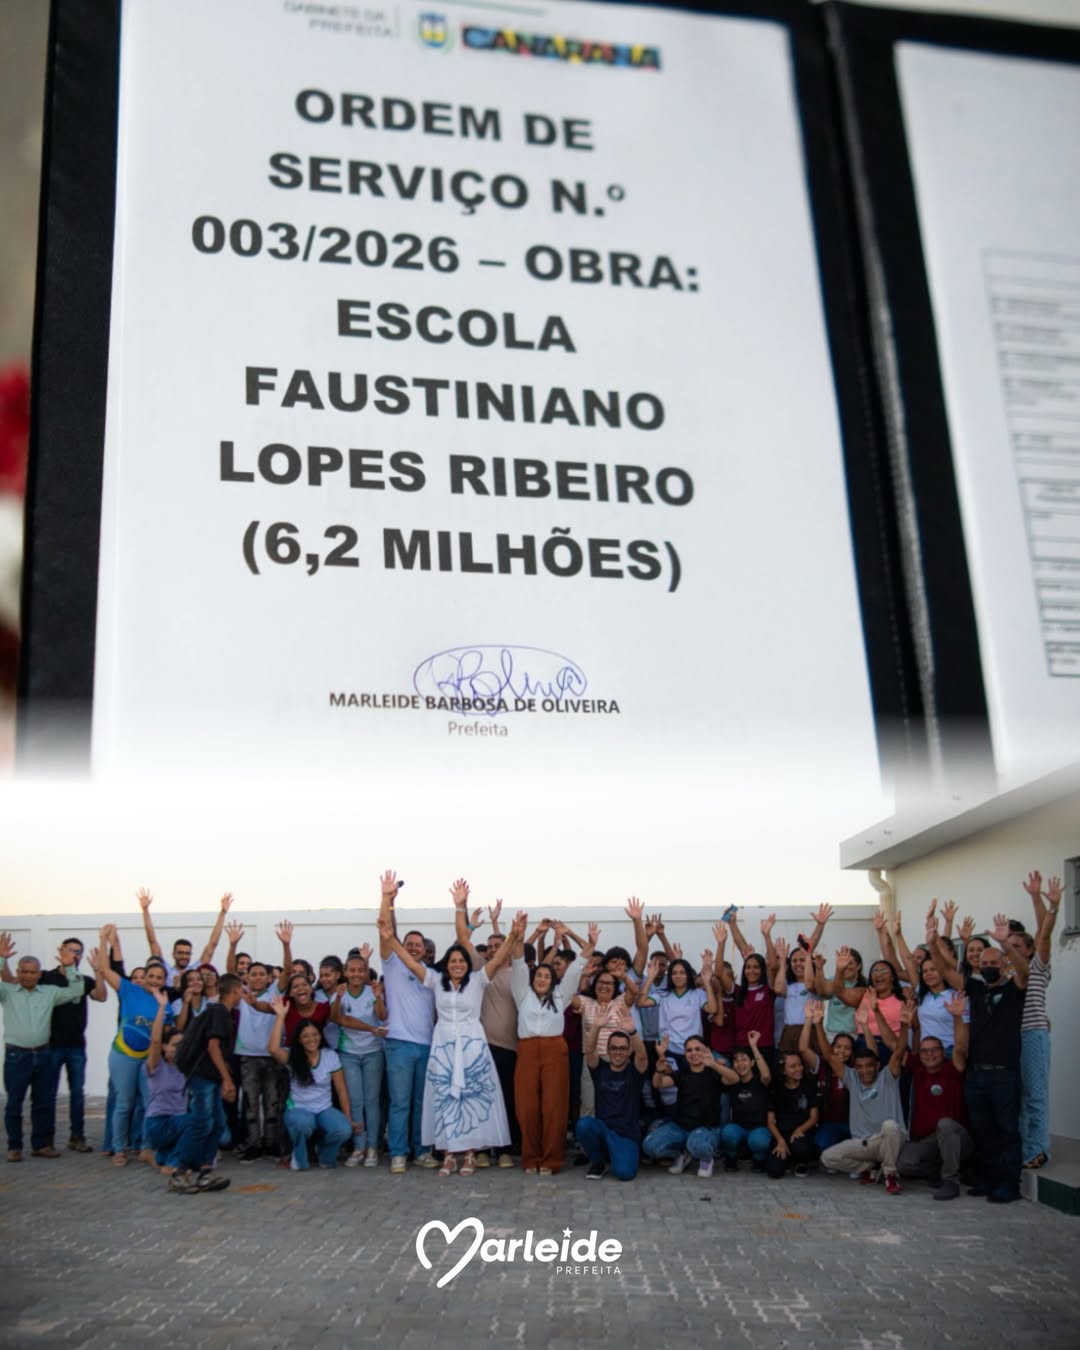 GABINETE DA
PREFEITA
CANARANA
ORDEM DE
SERVIÇO N.º
003/2026 – OBRA:
ESCOLA
FAUSTINIANO
LOPES RIBEIRO
(6,2 MILHÕES)
MARLEIDE BARBOSA DE OLIVEIRA
Prefeita
Marleide
PREFEITA